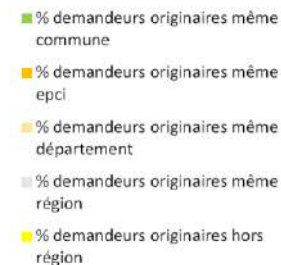 % demandeurs originaires même
commune
% demandeurs originaires même
epci
% demandeurs originaires même
département
% demandeurs originaires même
région
% demandeurs originaires hors
région